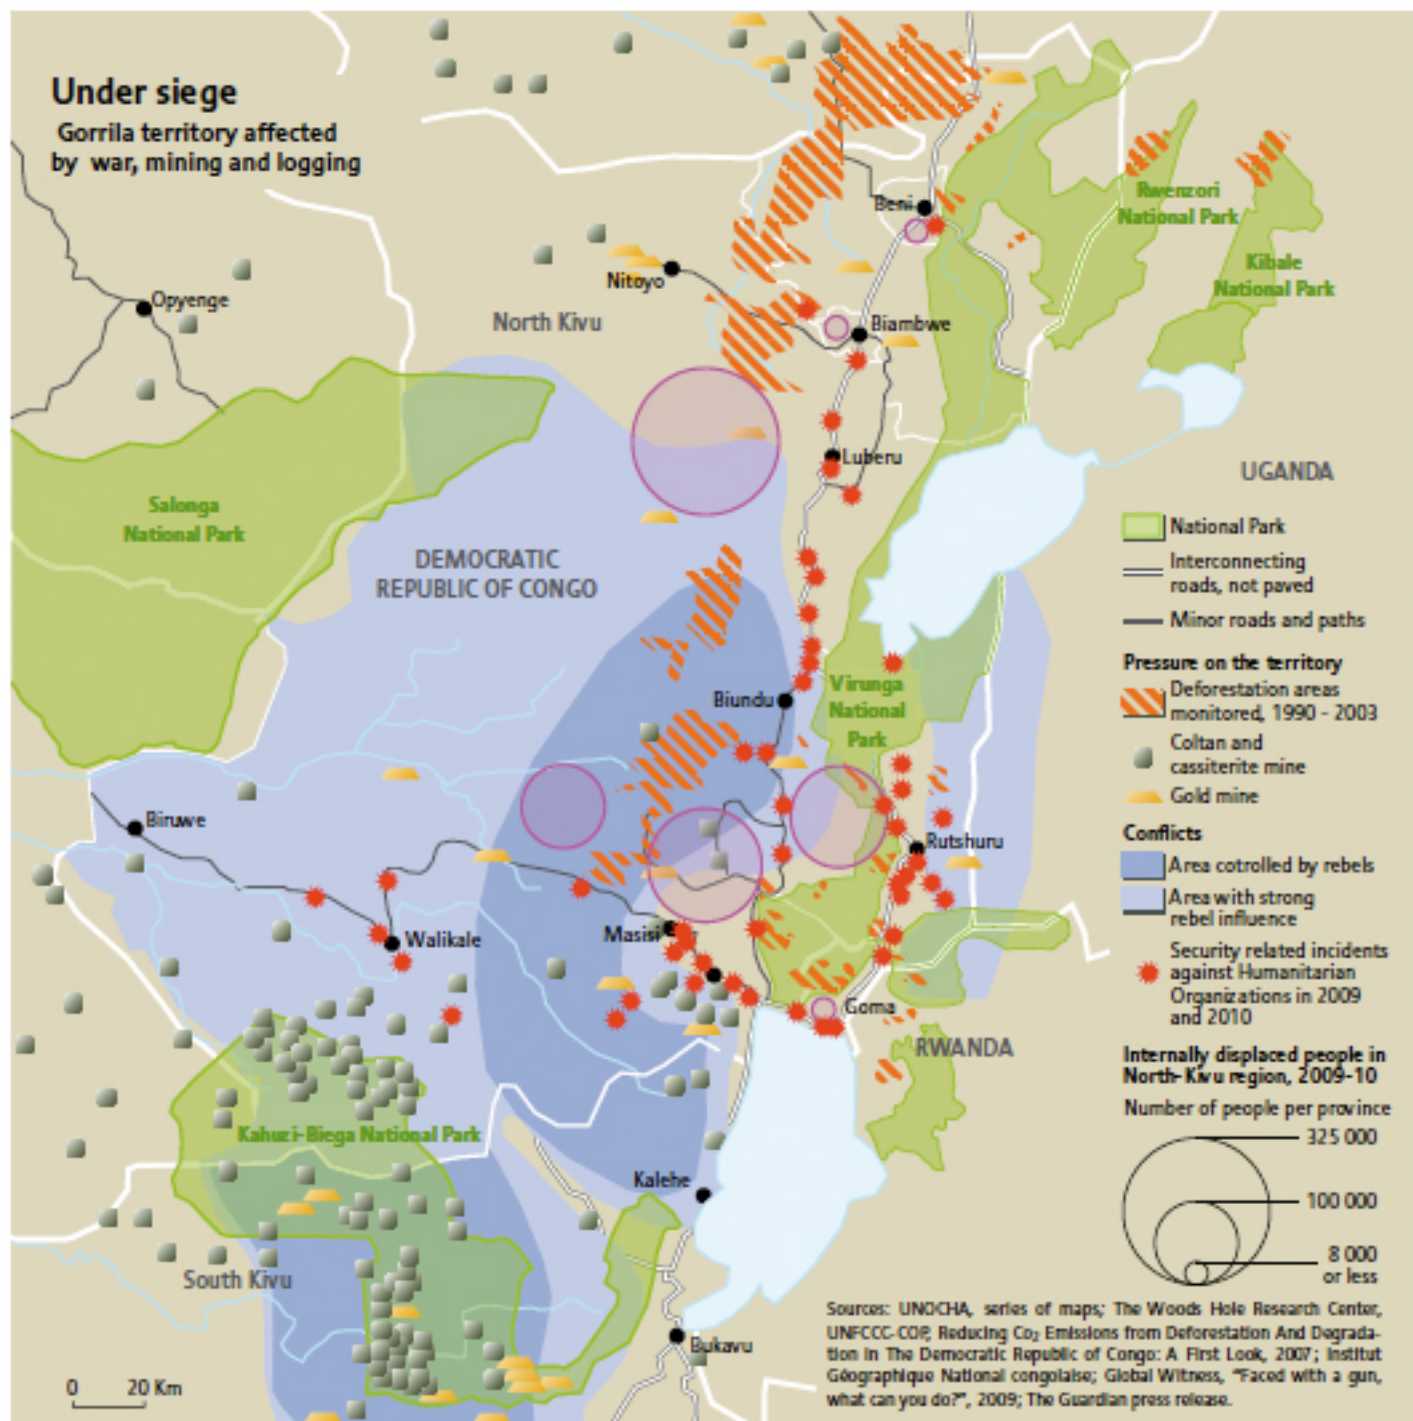 Under siege
Gorrila territory affected
by war, mining and logging
Beni
Rwenzori
National Park
Kibale
National Park
Nitoyo
Opyenge
North Kivu
Biambwe
Luberu
UGANDA
Salonga
National Park
DEMOCRATIC
REPUBLIC OF CONGO
National Park
Interconnecting
roads, not paved
Minor roads and paths
Pressure on the territory
Deforestation areas
monitored, 1990 - 2003
Coltan and
cassiterite mine
Gold mine
Conflicts
Area cotrolled by rebels
Area with strong
rebel influence
Security related incidents
against Humanitarian
Organizations in 2009
and 2010
Internally displaced people in
North-Kivu region, 2009-10
Number of people per province
325 000
100 000
8 000
or less
Virunga
National
Park
Biundu
Biruwe
Rutshuru
Walikale
Masisi
Goma
RWANDA
Kahuzi-Biega National Park
Kalehe
South Kivu
Bukavu
0 20 Km
Sources: UNOCHA, series of maps; The Woods Hole Research Center,
UNFCCC-COP, Reducing Co2 Emissions from Deforestation And Degrada-
tion in The Democratic Republic of Congo: A First Look, 2007; Institut
Géographique National congolaise; Global Witness, "Faced with a gun,
what can you do?", 2009; The Guardian press release.